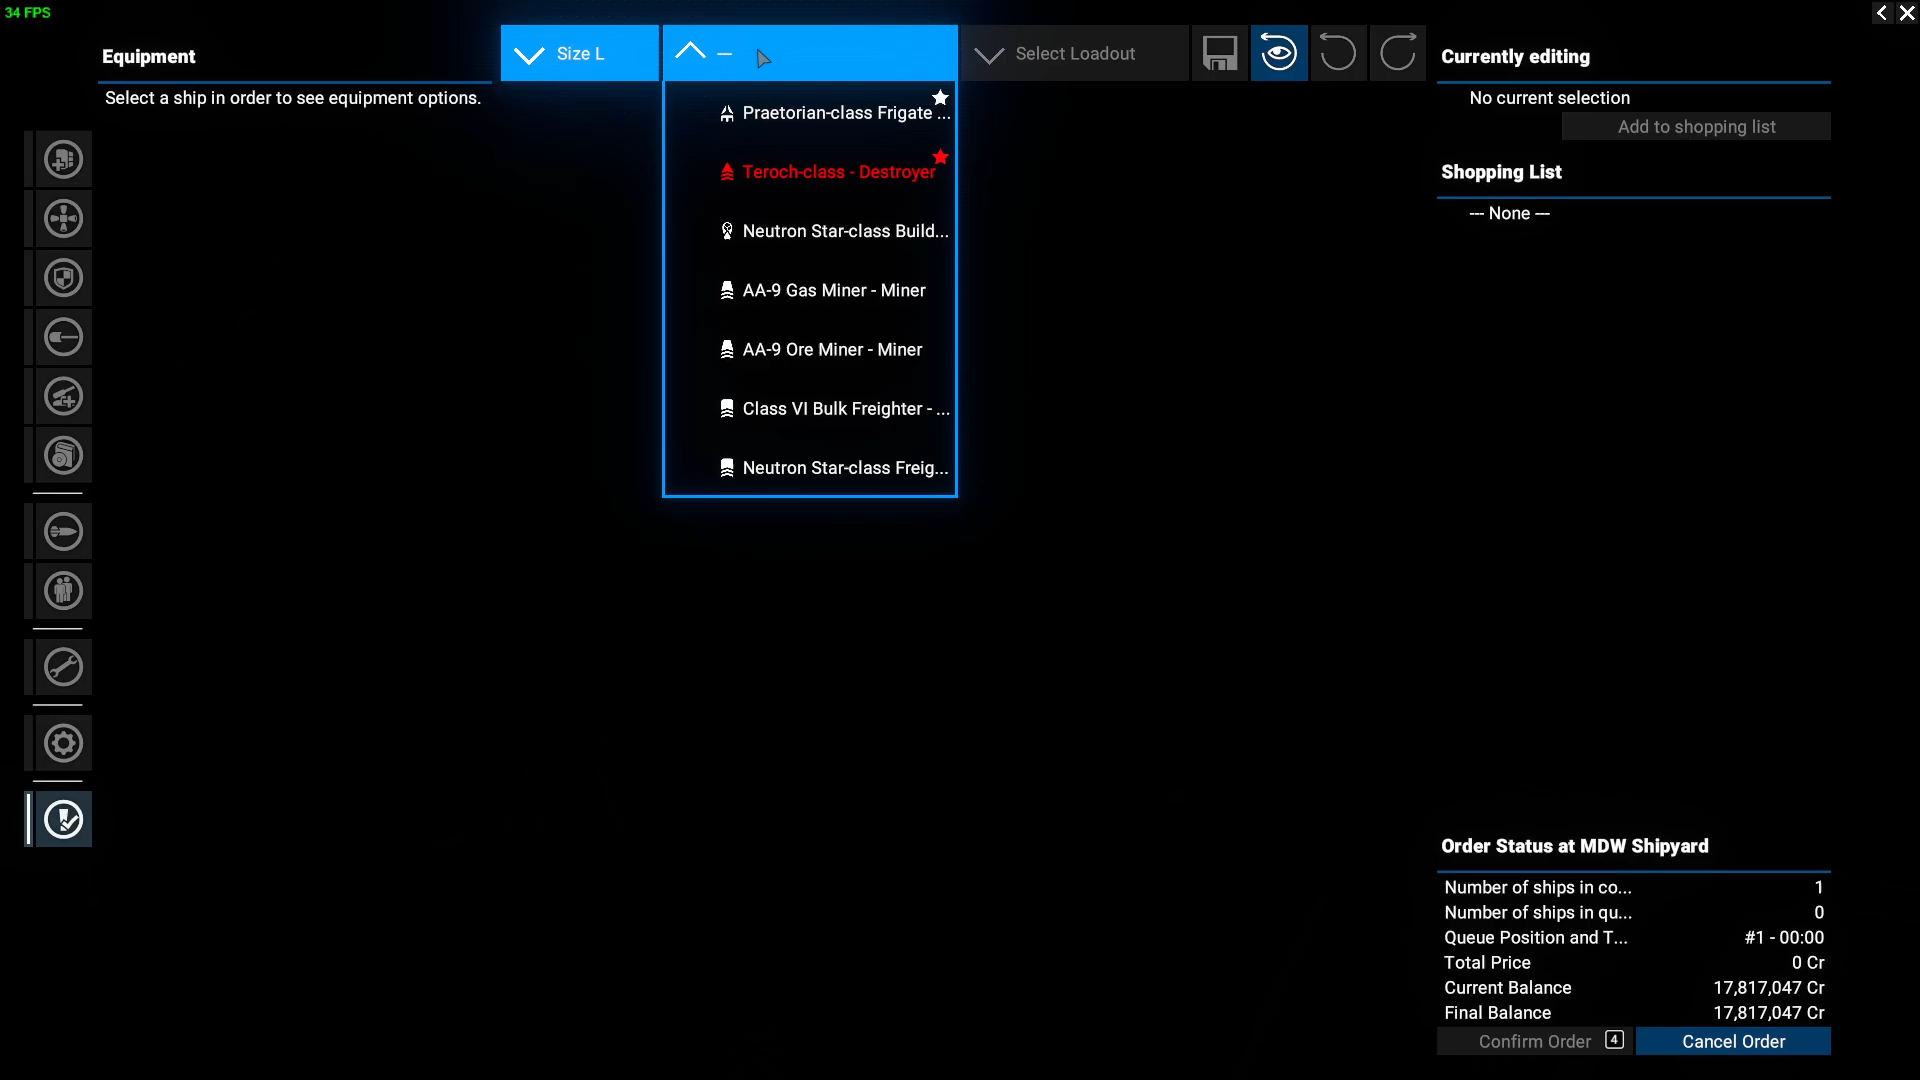 34 FPS
Equipment
Select a ship in order to see equipment options.
Size L
–
Select Loadout
Praetorian-class Frigate ...
Teroch-class - Destroyer
Neutron Star-class Build...
AA-9 Gas Miner - Miner
AA-9 Ore Miner - Miner
Class VI Bulk Freighter - ...
Neutron Star-class Freig...
Currently editing
No current selection
Add to shopping list
Shopping List
--- None ---
Order Status at MDW Shipyard
Number of ships in co... 1
Number of ships in qu... 0
Queue Position and T... #1 - 00:00
Total Price 0 Cr
Current Balance 17,817,047 Cr
Final Balance 17,817,047 Cr
Confirm Order 4
Cancel Order